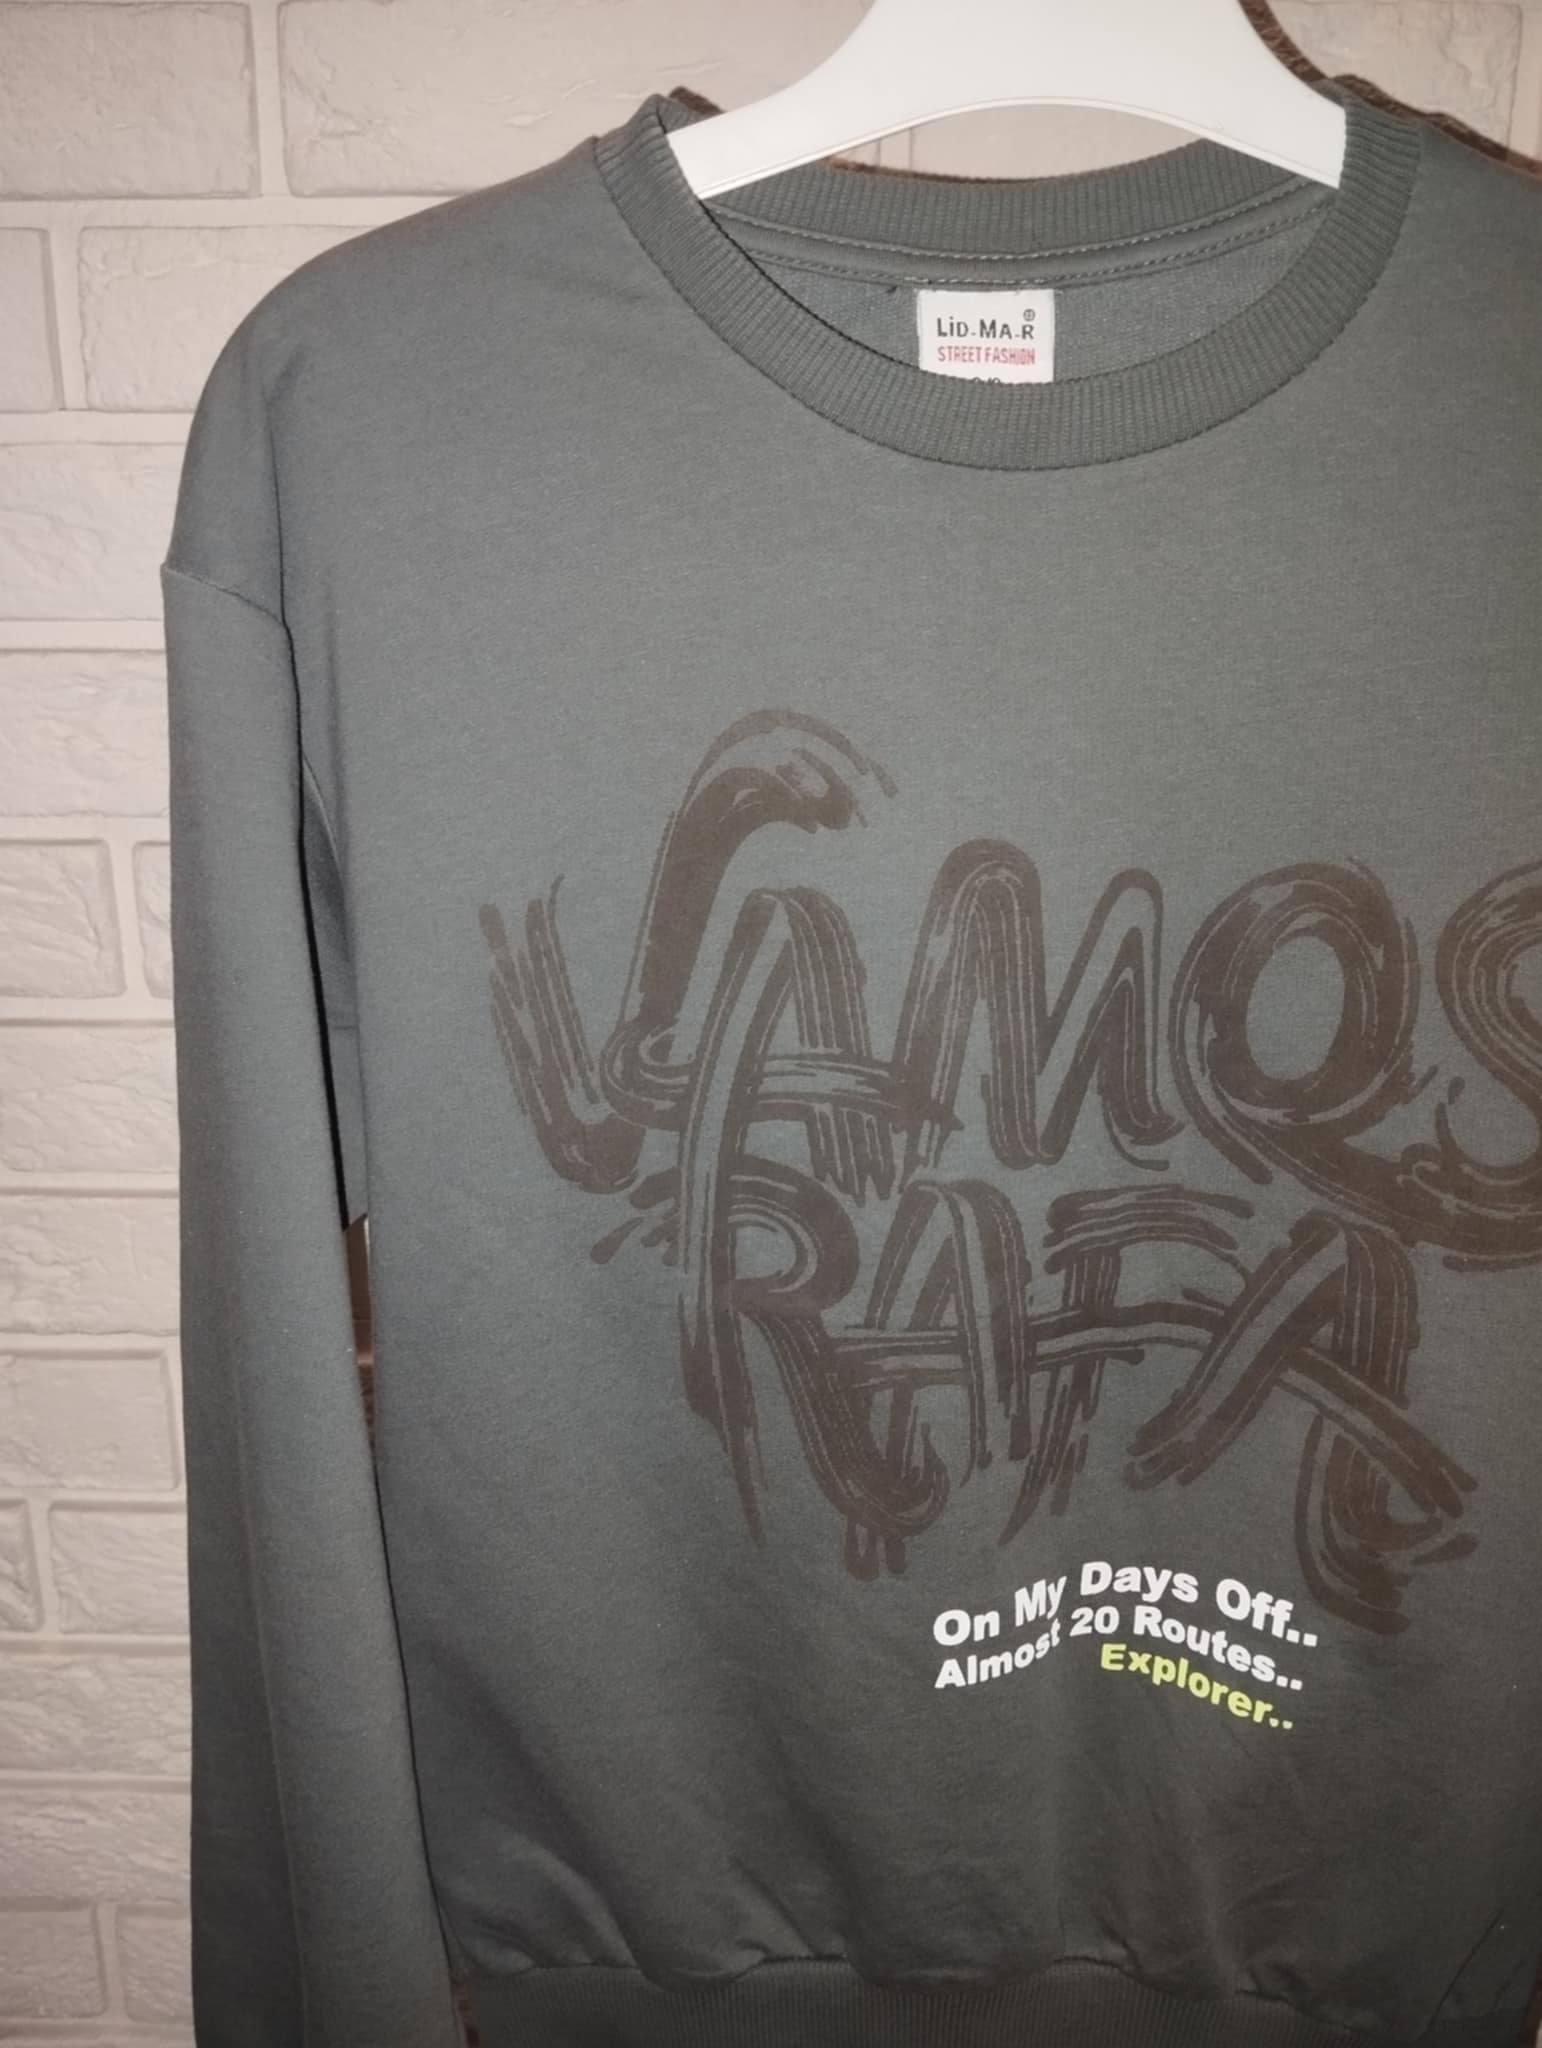 LiD-MA-R®
STREET FASHION
VAMOS
RAFA
On My Days Off..
Almost 20 Routes..
Explorer..